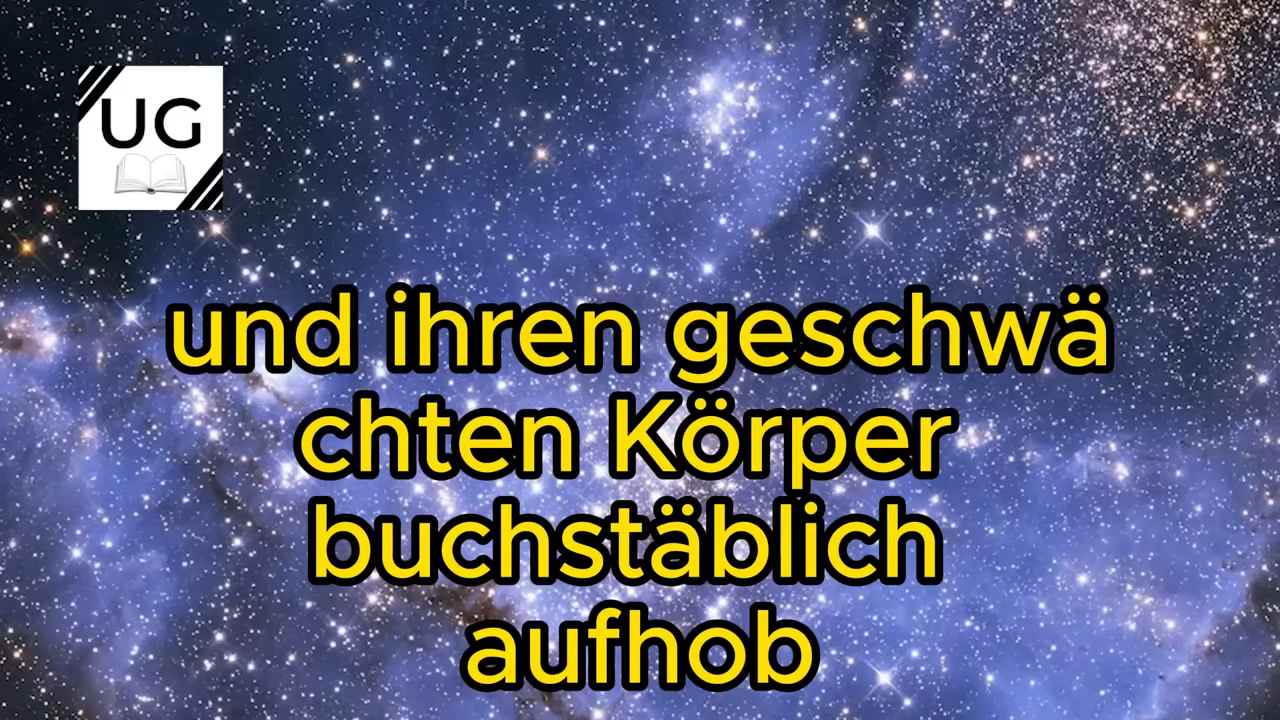 UG
und ihren geschwä
chten Körper
buchstäblich
aufhob